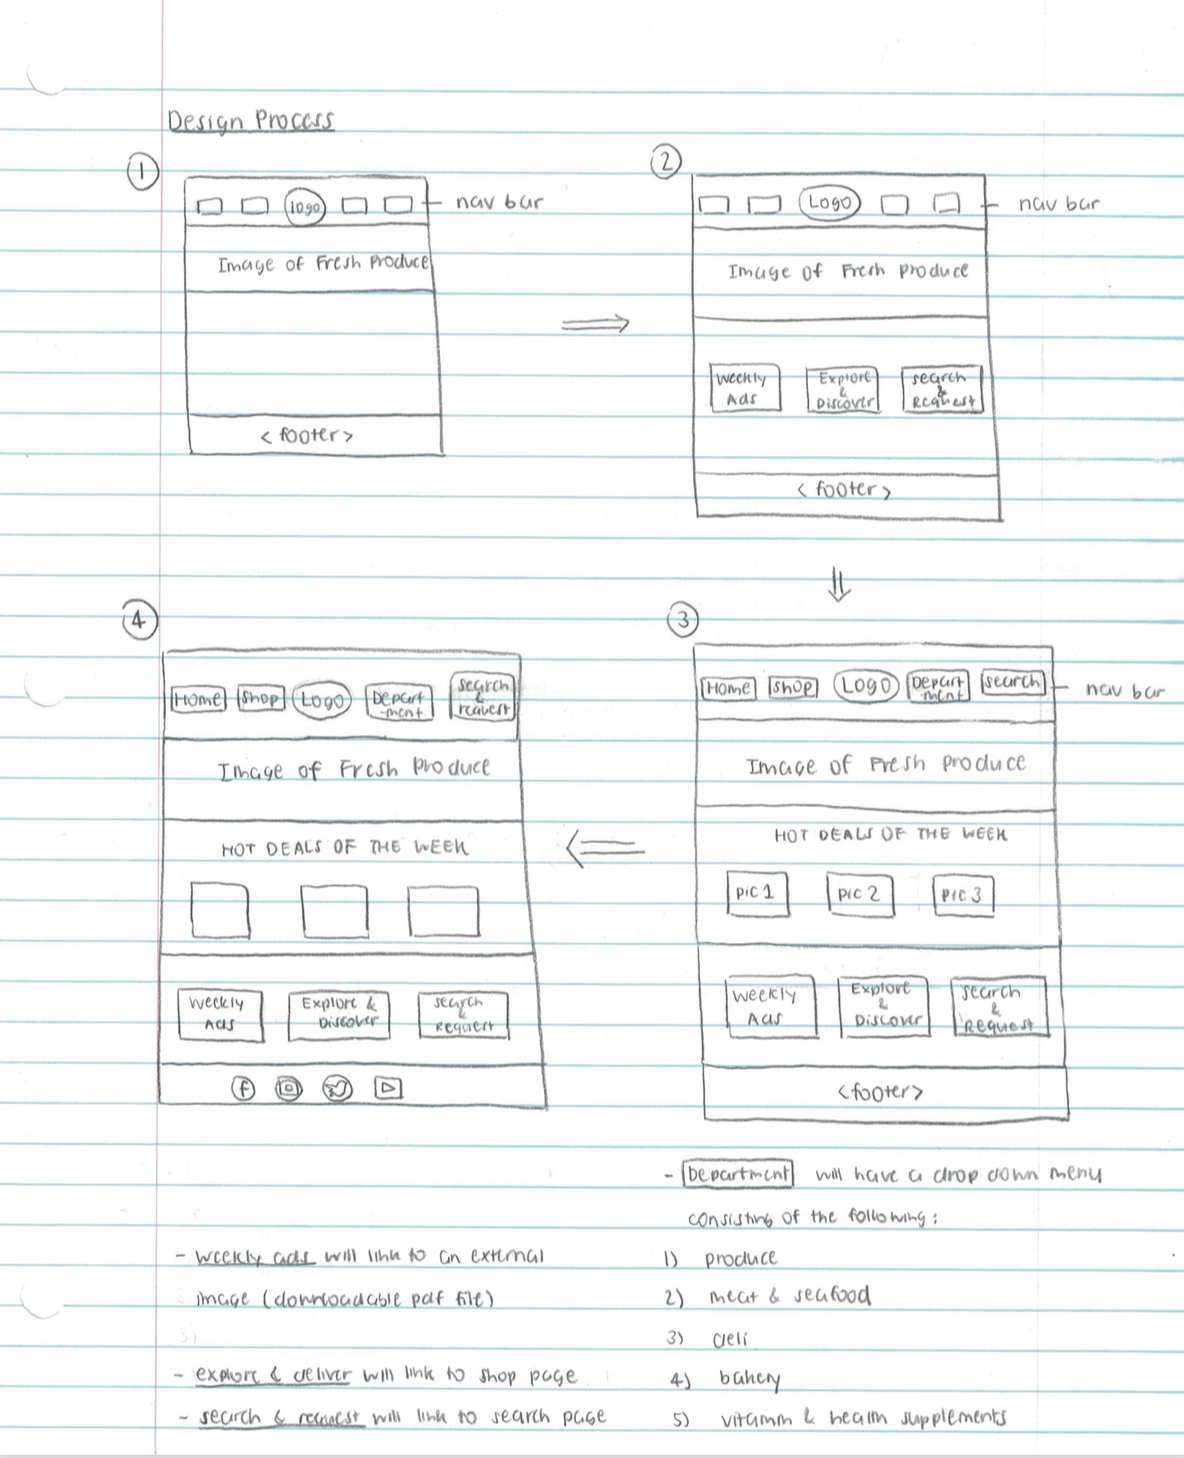 Design Process
1
logo
nav bar
Image of Fresh Produce
<footer>
2
Logo
nav bar
Image of Fresh Produce
Weekly
Ads
Explore
&
Discover
search
&
Request
<footer>
3
Home
shop
Logo
Depart
-ment
search
nav bar
Image of Fresh Produce
HOT DEALS OF THE WEEK
pic 1
pic 2
pic 3
Weekly
Ads
Explore
&
Discover
search
&
Request
<footer>
4
Home
shop
Logo
Depart
-ment
search
&
request
Image of Fresh Produce
HOT DEALS OF THE WEEK
Weekly
Ads
Explore &
Discover
search
&
Request
f
- weekly ads will link to an external
image (downloadable pdf file)
3)
- explore & deliver will link to shop page
- search & request will link to search page
- Department will have a drop down menu
consisting of the following:
1) produce
2) meat & seafood
3) deli
4) bakery
5) vitamin & health supplements